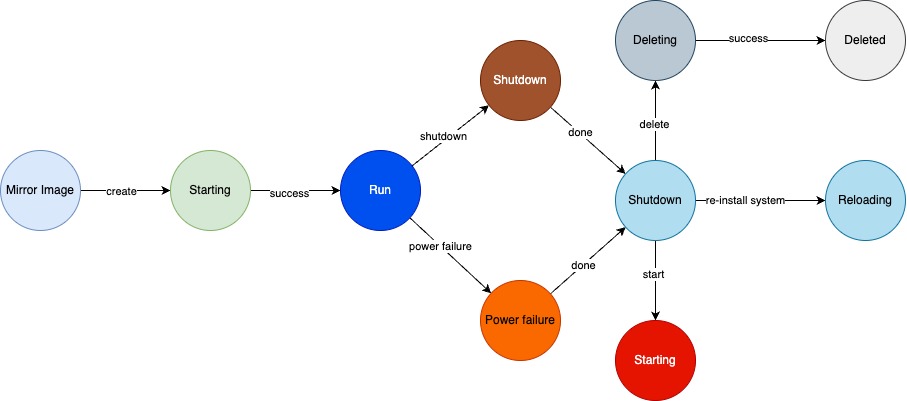 Deleting
success
Deleted
Shutdown
shutdown
done
delete
Mirror Image
create
Starting
success
Run
Shutdown
re-install system
Reloading
power failure
done
start
Power failure
Starting